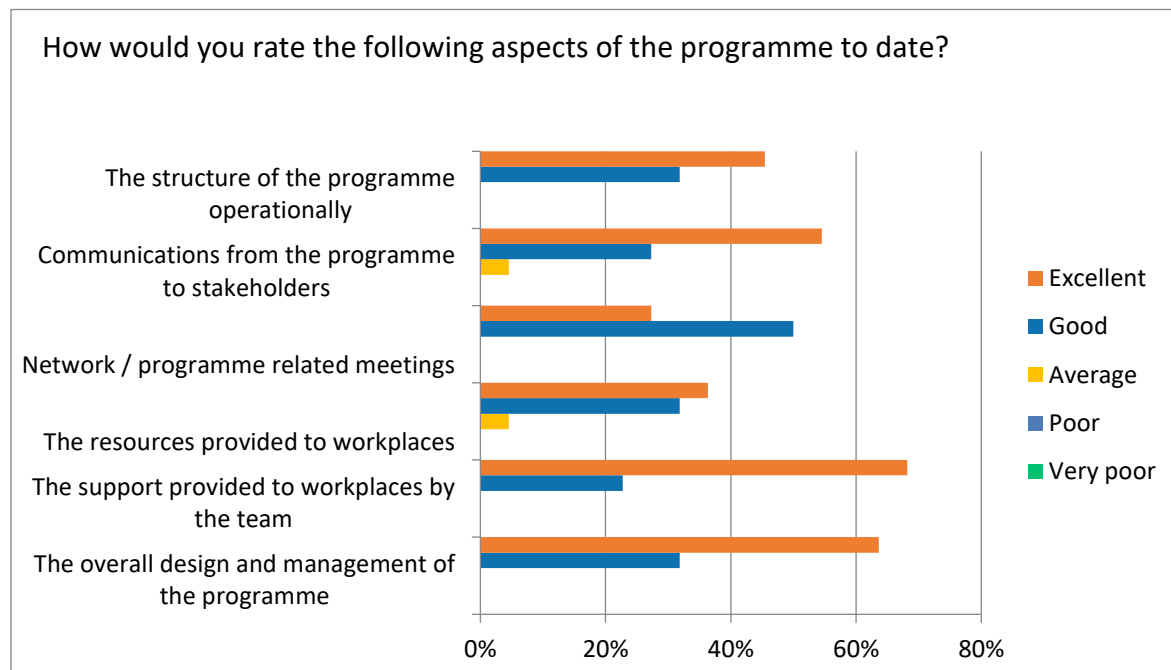 How would you rate the following aspects of the programme to date?
The structure of the programme
operationally
Communications from the programme
to stakeholders
Network / programme related meetings
The resources provided to workplaces
The support provided to workplaces by
the team
The overall design and management of
the programme
0%
20%
40%
60%
80%
Excellent
Good
Average
Poor
Very poor